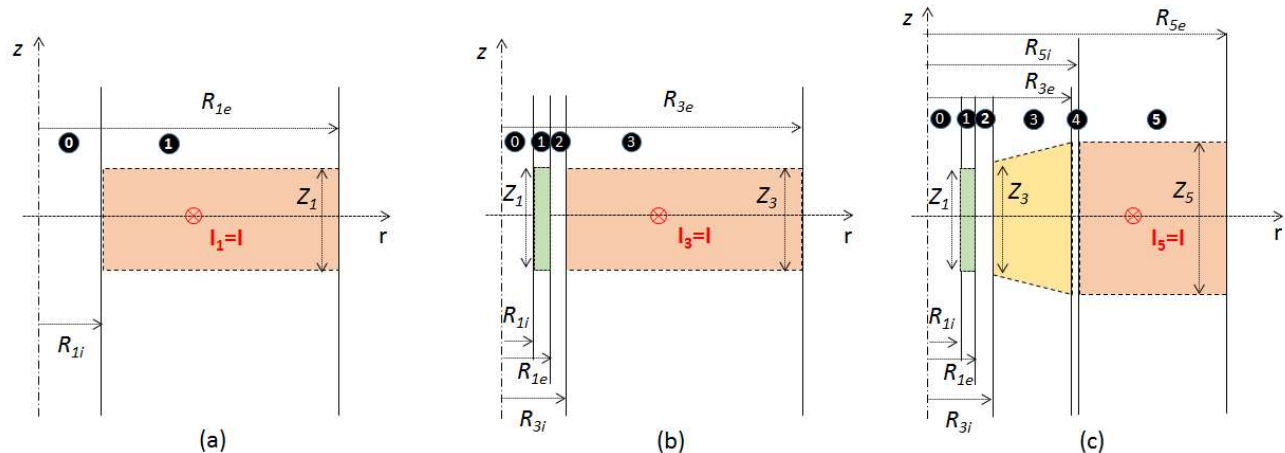 z
R1e
0 1
Z1
r
I1=I
R1i
(a)
z
R3e
0 1 2 3
Z1
Z3
r
I3=I
R1i
R1e
R3i
(b)
z
R5e
R5i
R3e
0 1 2 3 4 5
Z1
Z3
Z5
r
I5=I
R1i
R1e
R3i
(c)